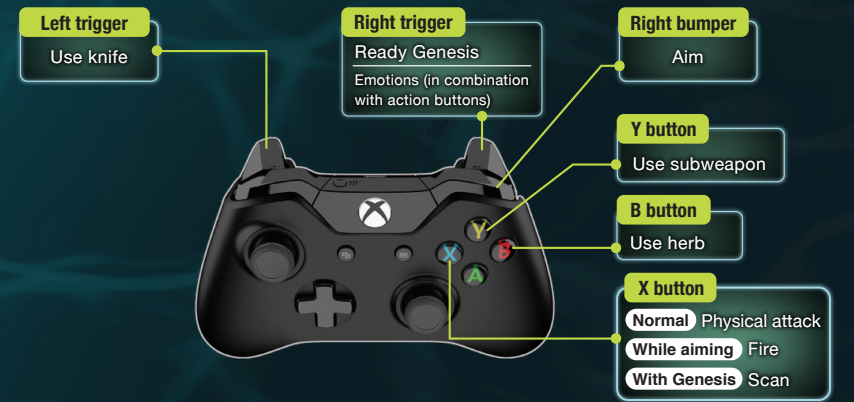 Left trigger
Use knife
Right trigger
Ready Genesis
Emotions (in combination
with action buttons)
Right bumper
Aim
Y button
Use subweapon
B button
Use herb
X button
Normal Physical attack
While aiming Fire
With Genesis Scan
Y
X
B
A